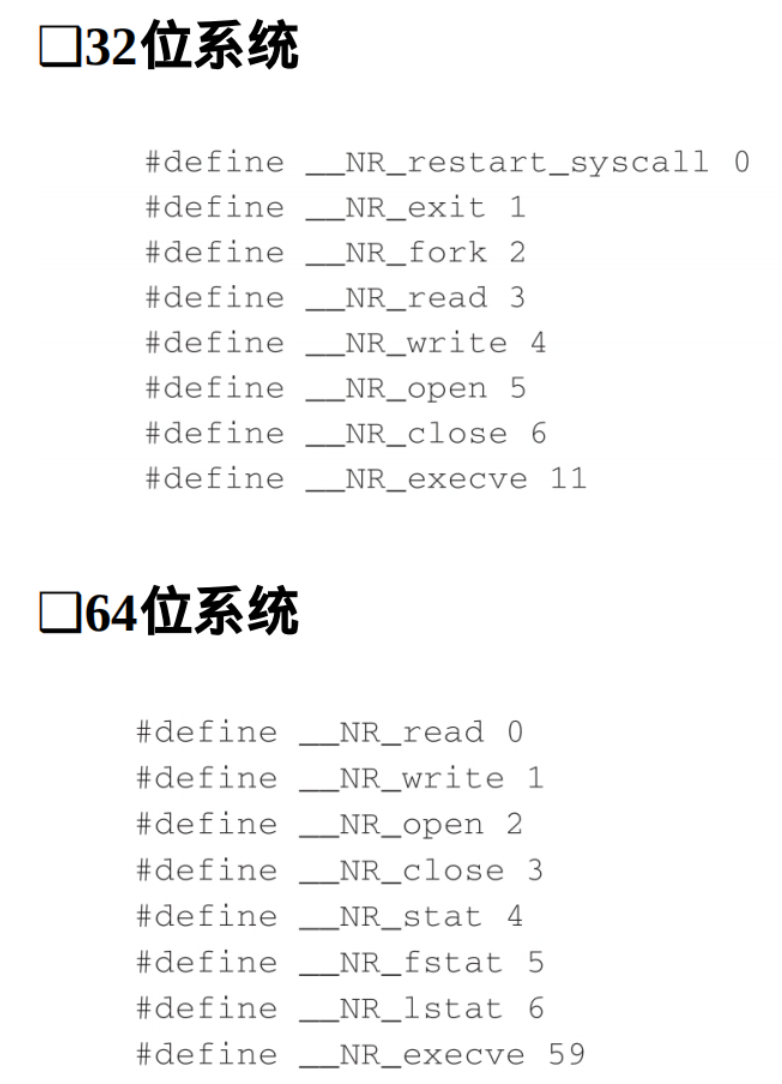 ❑32位系统
#define __NR_restart_syscall 0
#define __NR_exit 1
#define __NR_fork 2
#define __NR_read 3
#define __NR_write 4
#define __NR_open 5
#define __NR_close 6
#define __NR_execve 11
❑64位系统
#define __NR_read 0
#define __NR_write 1
#define __NR_open 2
#define __NR_close 3
#define __NR_stat 4
#define __NR_fstat 5
#define __NR_lstat 6
#define __NR_execve 59